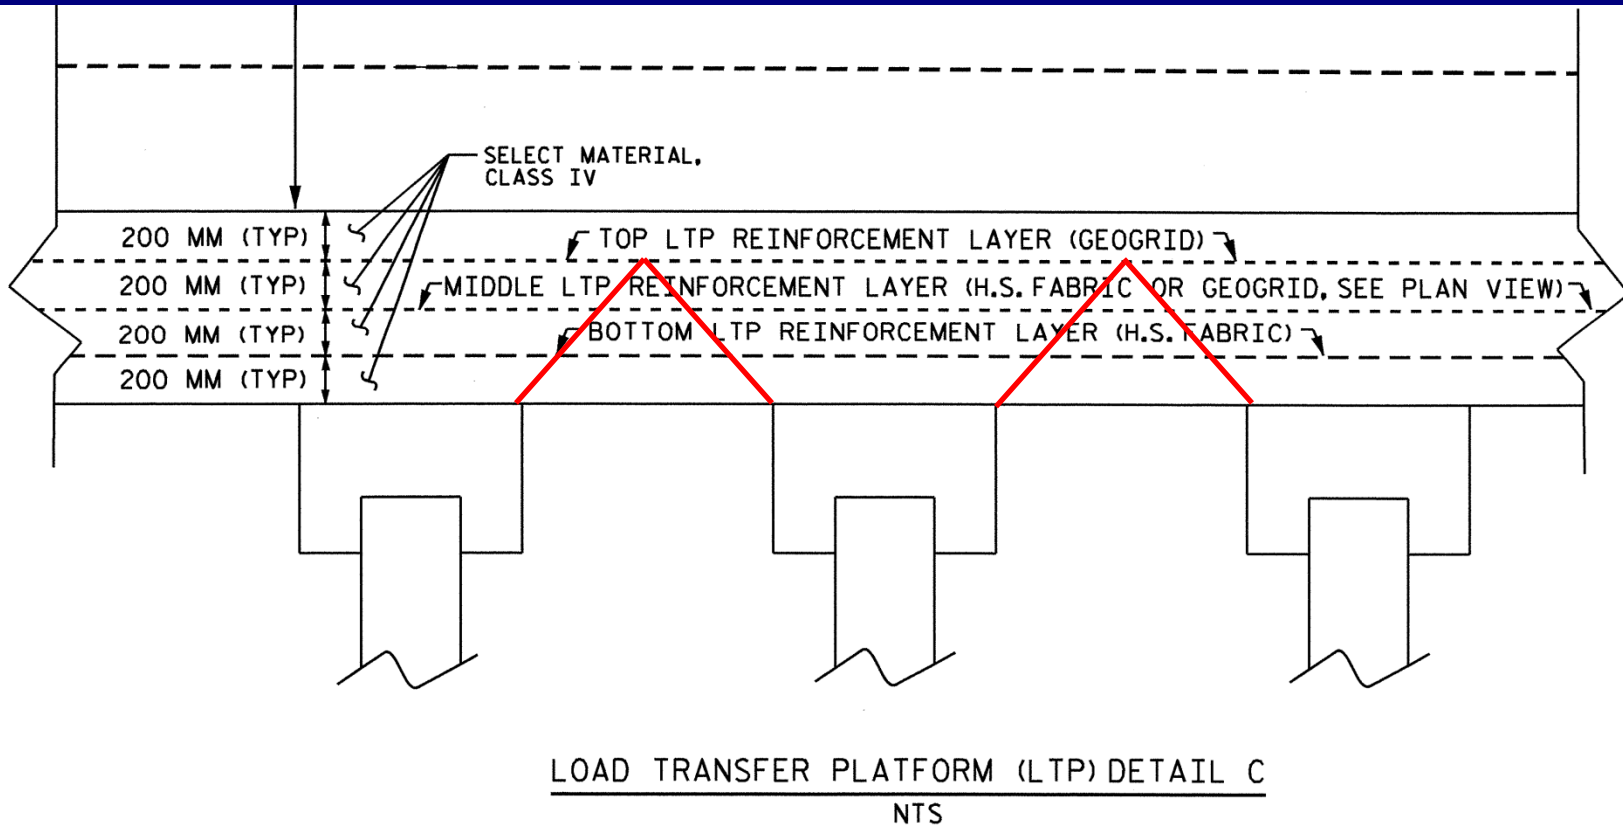 SELECT MATERIAL,
CLASS IV
200 MM (TYP)
TOP LTP REINFORCEMENT LAYER (GEOGRID)
200 MM (TYP)
MIDDLE LTP REINFORCEMENT LAYER (H.S. FABRIC OR GEOGRID, SEE PLAN VIEW)
200 MM (TYP)
BOTTOM LTP REINFORCEMENT LAYER (H.S. FABRIC)
200 MM (TYP)
LOAD TRANSFER PLATFORM (LTP) DETAIL C
NTS